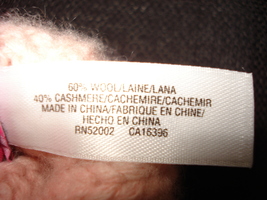 60% WOOL/LAINE/LANA
40% CASHMERE/CACHEMIRE/CACHEMIR
MADE IN CHINA/FABRIQUE EN CHINE/
HECHO EN CHINA
RN52002 CA16396